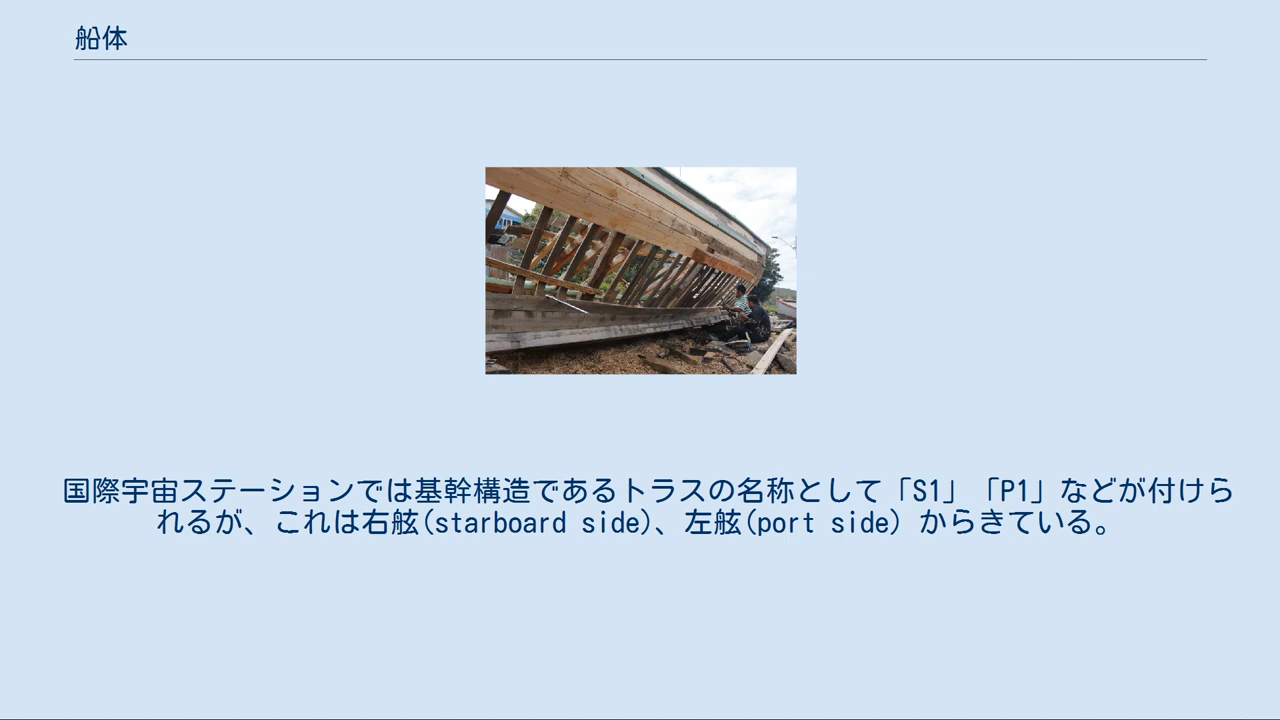 船体
国際宇宙ステーションでは基幹構造であるトラスの名称として「S1」「P1」などが付けら
れるが、これは右舷(starboard side)、左舷(port side) からきている。